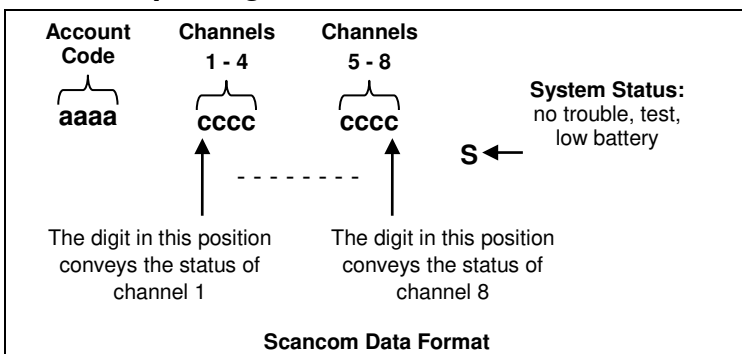 Account Code
Channels 1 - 4
Channels 5 - 8
aaaa
cccc
cccc
System Status:
no trouble, test,
low battery
S
- - - - - - - -
The digit in this position
conveys the status of
channel 1
The digit in this position
conveys the status of
channel 8
Scancom Data Format